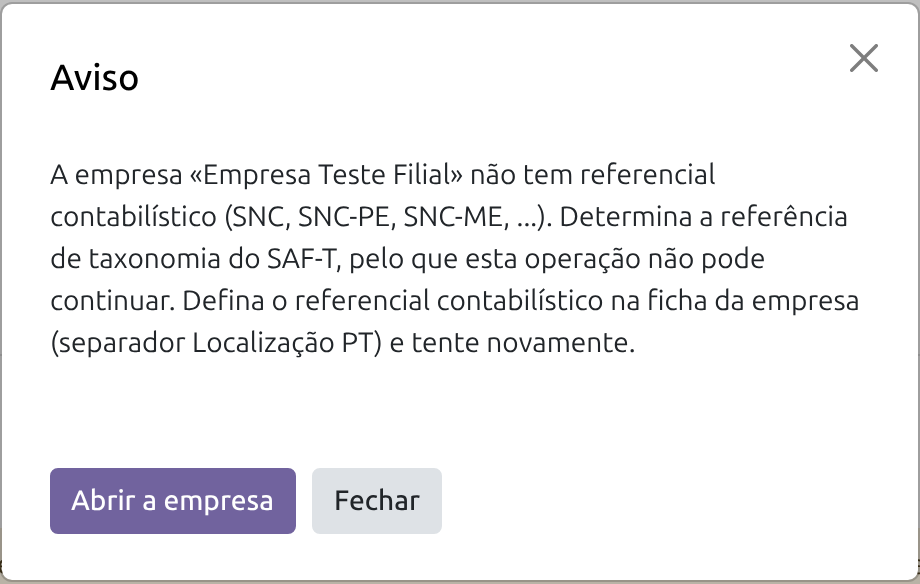 Aviso
A empresa «Empresa Teste Filial» não tem referencial
contabilístico (SNC, SNC-PE, SNC-ME, ...). Determina a referência
de taxonomia do SAF-T, pelo que esta operação não pode
continuar. Defina o referencial contabilístico na ficha da empresa
(separador Localização PT) e tente novamente.
Abrir a empresa
Fechar